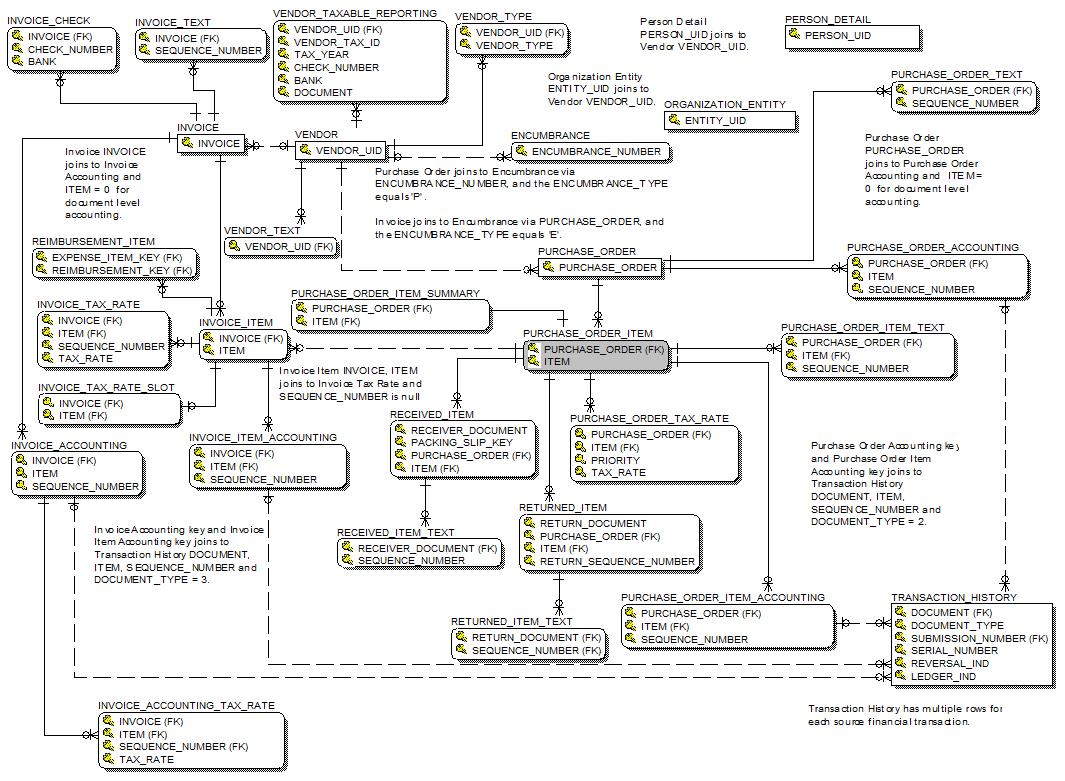 INVOICE_CHECK
INVOICE (FK)
CHECK_NUMBER
BANK
INVOICE_TEXT
INVOICE (FK)
SEQUENCE_NUMBER
VENDOR_TAXABLE_REPORTING
VENDOR_UID (FK)
VENDOR_TAX_ID
TAX_YEAR
CHECK_NUMBER
BANK
DOCUMENT
VENDOR_TYPE
VENDOR_UID (FK)
VENDOR_TYPE
Person Detail
PERSON_UID joins to
Vendor VENDOR_UID.
PERSON_DETAIL
PERSON_UID
Organization Entity
ENTITY_UID joins to
Vendor VENDOR_UID.
ORGANIZATION_ENTITY
ENTITY_UID
PURCHASE_ORDER_TEXT
PURCHASE_ORDER (FK)
SEQUENCE_NUMBER
INVOICE
INVOICE
VENDOR
VENDOR_UID
ENCUMBRANCE
ENCUMBRANCE_NUMBER
Purchase Order
PURCHASE_ORDER
joins to Purchase Order
Accounting and ITEM=
0 for document level
accounting.
Invoice INVOICE
joins to Invoice
Accounting and
ITEM = 0 for
document level
accounting.
Purchase Order joins to Encumbrance via
ENCUMBRANCE_NUMBER, and the ENCUMBRANCE_TYPE
equals 'P'.
Invoice joins to Encumbrance via PURCHASE_ORDER, and
the ENCUMBRANCE_TYPE equals 'E'.
VENDOR_TEXT
VENDOR_UID (FK)
REIMBURSEMENT_ITEM
EXPENSE_ITEM_KEY (FK)
REIMBURSEMENT_KEY (FK)
PURCHASE_ORDER
PURCHASE_ORDER
PURCHASE_ORDER_ACCOUNTING
PURCHASE_ORDER (FK)
ITEM
SEQUENCE_NUMBER
INVOICE_TAX_RATE
INVOICE (FK)
ITEM (FK)
SEQUENCE_NUMBER
TAX_RATE
INVOICE_ITEM
INVOICE (FK)
ITEM
PURCHASE_ORDER_ITEM_SUMMARY
PURCHASE_ORDER (FK)
ITEM (FK)
PURCHASE_ORDER_ITEM
PURCHASE_ORDER (FK)
ITEM
PURCHASE_ORDER_ITEM_TEXT
PURCHASE_ORDER (FK)
ITEM (FK)
SEQUENCE_NUMBER
Invoice Item INVOICE, ITEM
joins to Invoice Tax Rate and
SEQUENCE_NUMBER is null
INVOICE_TAX_RATE_SLOT
INVOICE (FK)
ITEM (FK)
INVOICE_ACCOUNTING
INVOICE (FK)
ITEM
SEQUENCE_NUMBER
INVOICE_ITEM_ACCOUNTING
INVOICE (FK)
ITEM (FK)
SEQUENCE_NUMBER
RECEIVED_ITEM
RECEIVER_DOCUMENT
PACKING_SLIP_KEY
PURCHASE_ORDER (FK)
ITEM (FK)
PURCHASE_ORDER_TAX_RATE
PURCHASE_ORDER (FK)
ITEM (FK)
PRIORITY
TAX_RATE
Purchase Order Accounting key
and Purchase Order Item
Accounting key joins to
Transaction History
DOCUMENT, ITEM,
SEQUENCE_NUMBER and
DOCUMENT_TYPE = 2.
Invoice Accounting key and Invoice
Item Accounting key joins to
Transaction History DOCUMENT,
ITEM, SEQUENCE_NUMBER and
DOCUMENT_TYPE = 3.
RECEIVED_ITEM_TEXT
RECEIVER_DOCUMENT (FK)
SEQUENCE_NUMBER
RETURNED_ITEM
RETURN_DOCUMENT
PURCHASE_ORDER (FK)
ITEM (FK)
RETURN_SEQUENCE_NUMBER
RETURNED_ITEM_TEXT
RETURN_DOCUMENT (FK)
SEQUENCE_NUMBER (FK)
PURCHASE_ORDER_ITEM_ACCOUNTING
PURCHASE_ORDER (FK)
ITEM (FK)
SEQUENCE_NUMBER
TRANSACTION_HISTORY
DOCUMENT (FK)
DOCUMENT_TYPE
SUBMISSION_NUMBER (FK)
SERIAL_NUMBER
REVERSAL_IND
LEDGER_IND
INVOICE_ACCOUNTING_TAX_RATE
INVOICE (FK)
ITEM (FK)
SEQUENCE_NUMBER (FK)
TAX_RATE
Transaction History has multiple rows for
each source financial transaction.